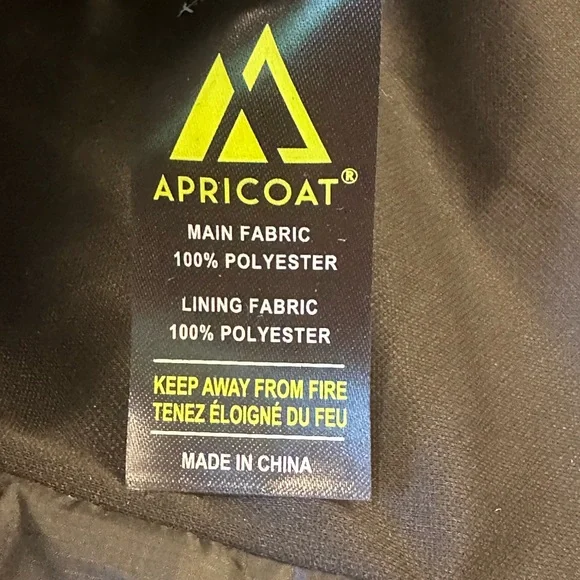 APRICOAT®
MAIN FABRIC
100% POLYESTER
LINING FABRIC
100% POLYESTER
KEEP AWAY FROM FIRE
TENEZ ÉLOIGNÉ DU FEU
MADE IN CHINA